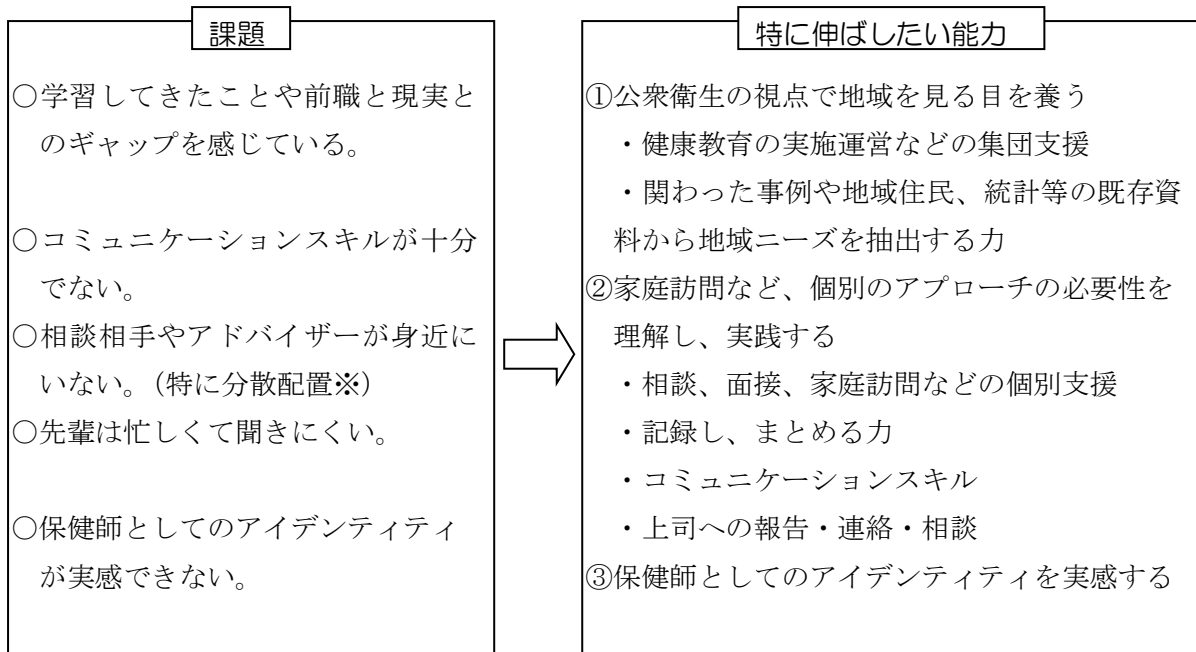 課題
○学習してきたことや前職と現実と
のギャップを感じている。
○コミュニケーションスキルが十分
でない。
○相談相手やアドバイザーが身近に
いない。（特に分散配置※）
○先輩は忙しくて聞きにくい。
○保健師としてのアイデンティティ
が実感できない。
特に伸ばしたい能力
①公衆衛生の視点で地域を見る目を養う
・健康教育の実施運営などの集団支援
・関わった事例や地域住民、統計等の既存資
料から地域ニーズを抽出する力
②家庭訪問など、個別のアプローチの必要性を
理解し、実践する
・相談、面接、家庭訪問などの個別支援
・記録し、まとめる力
・コミュニケーションスキル
・上司への報告・連絡・相談
③保健師としてのアイデンティティを実感する